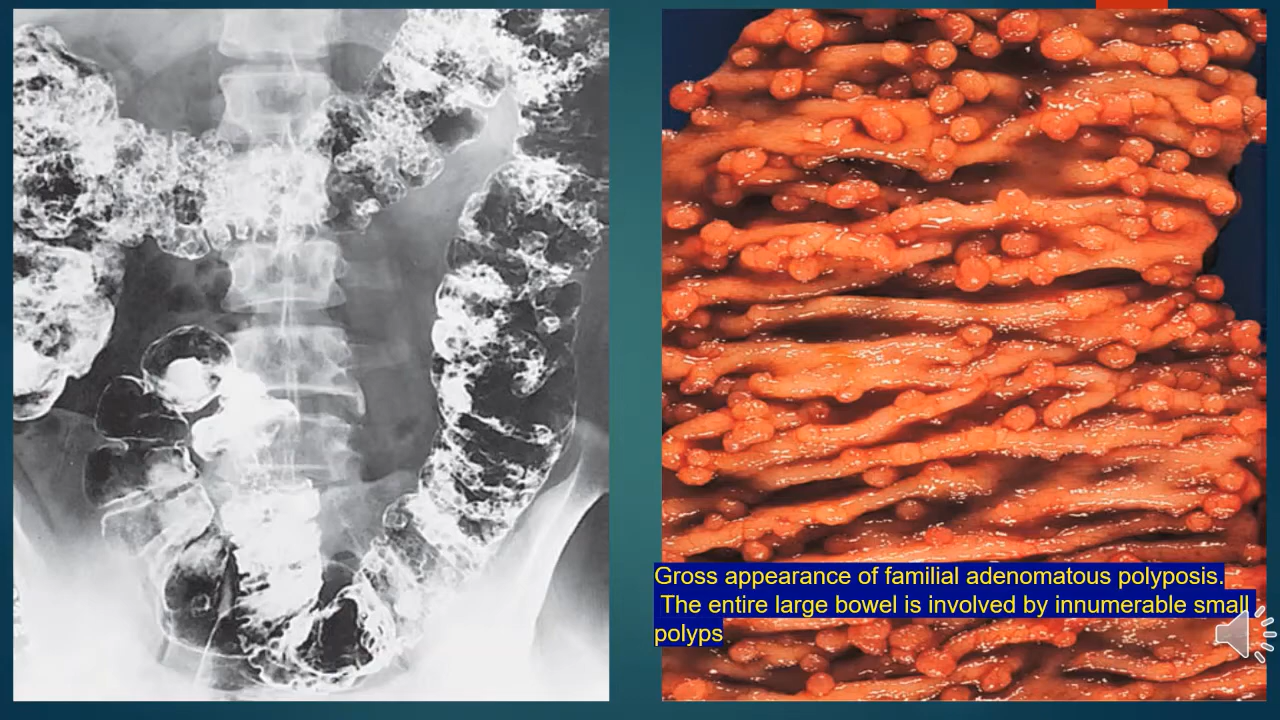 Gross appearance of familial adenomatous polyposis.
The entire large bowel is involved by innumerable small
polyps